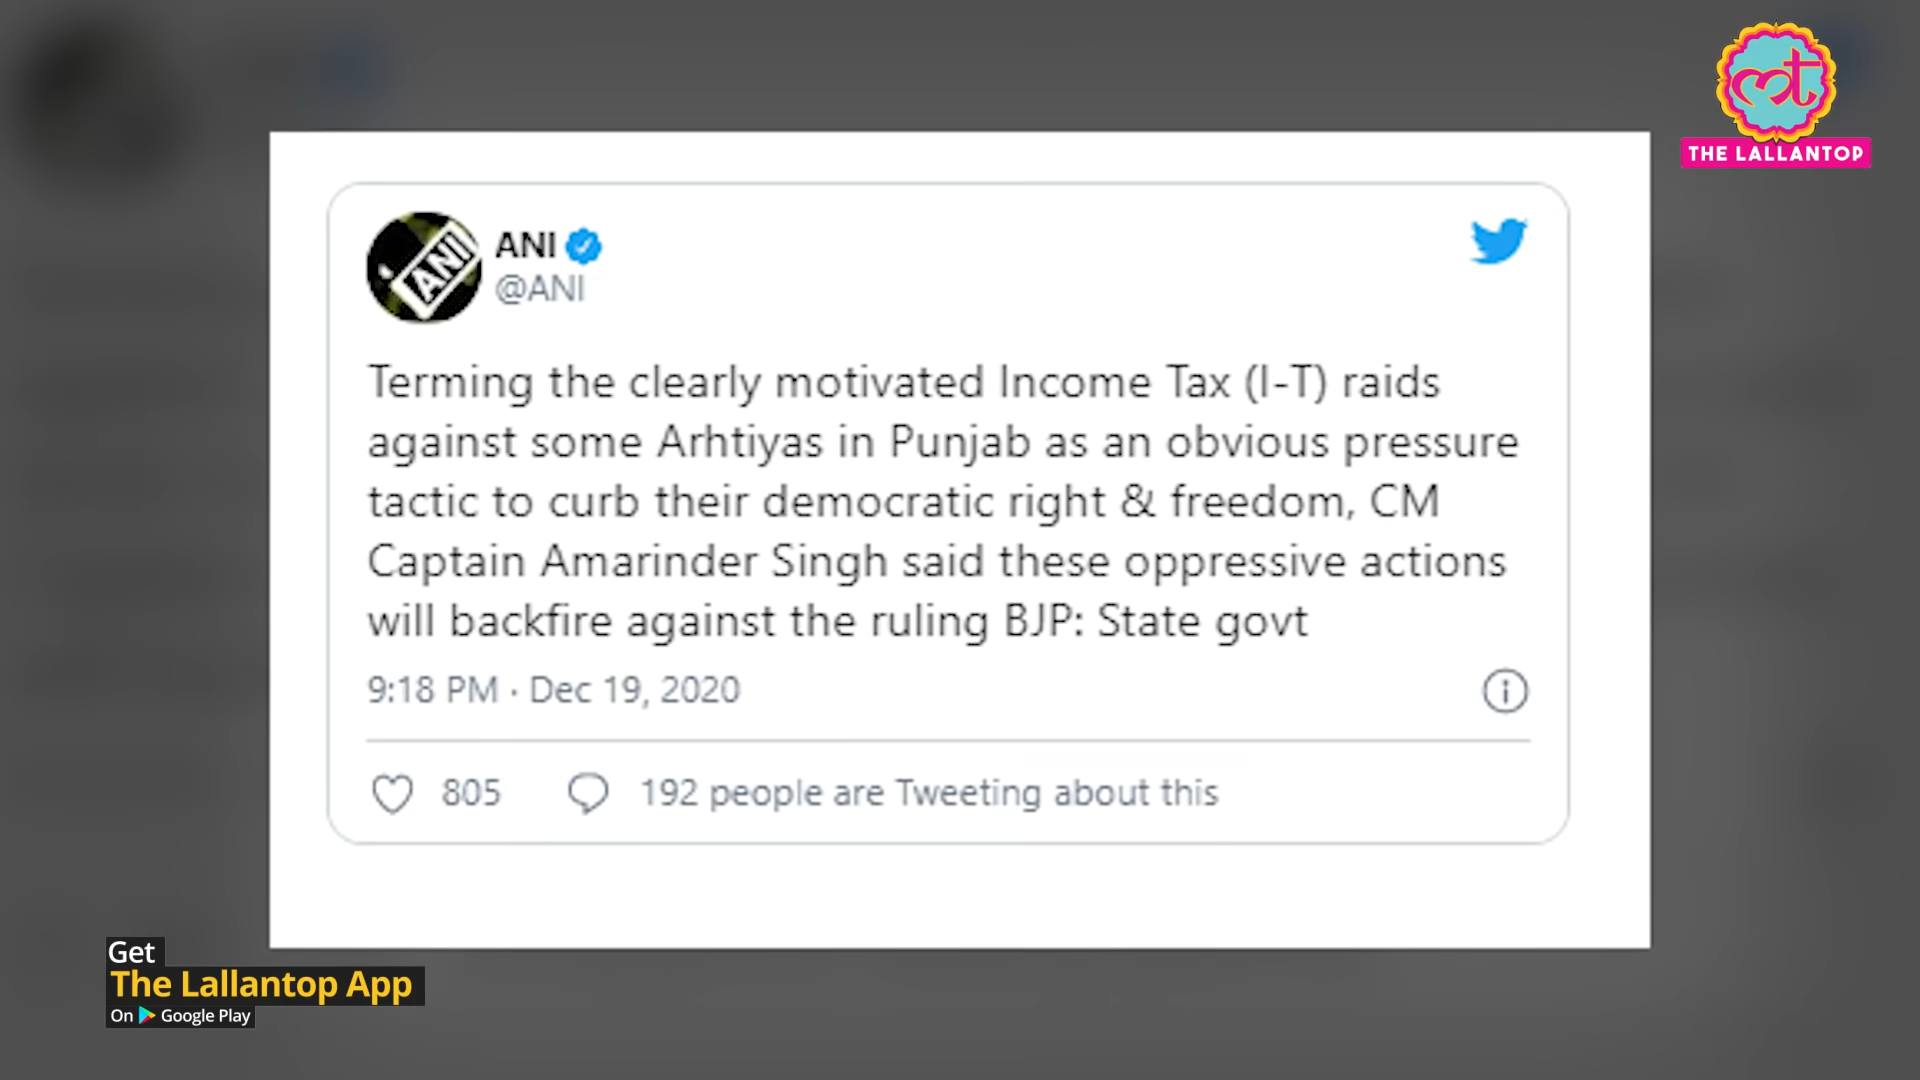 THE LALLANTOP
ANI
ANI
@ANI
Terming the clearly motivated Income Tax (I-T) raids
against some Arhtiyas in Punjab as an obvious pressure
tactic to curb their democratic right & freedom, CM
Captain Amarinder Singh said these oppressive actions
will backfire against the ruling BJP: State govt
9:18 PM · Dec 19, 2020
805 192 people are Tweeting about this
Get
The Lallantop App
On Google Play